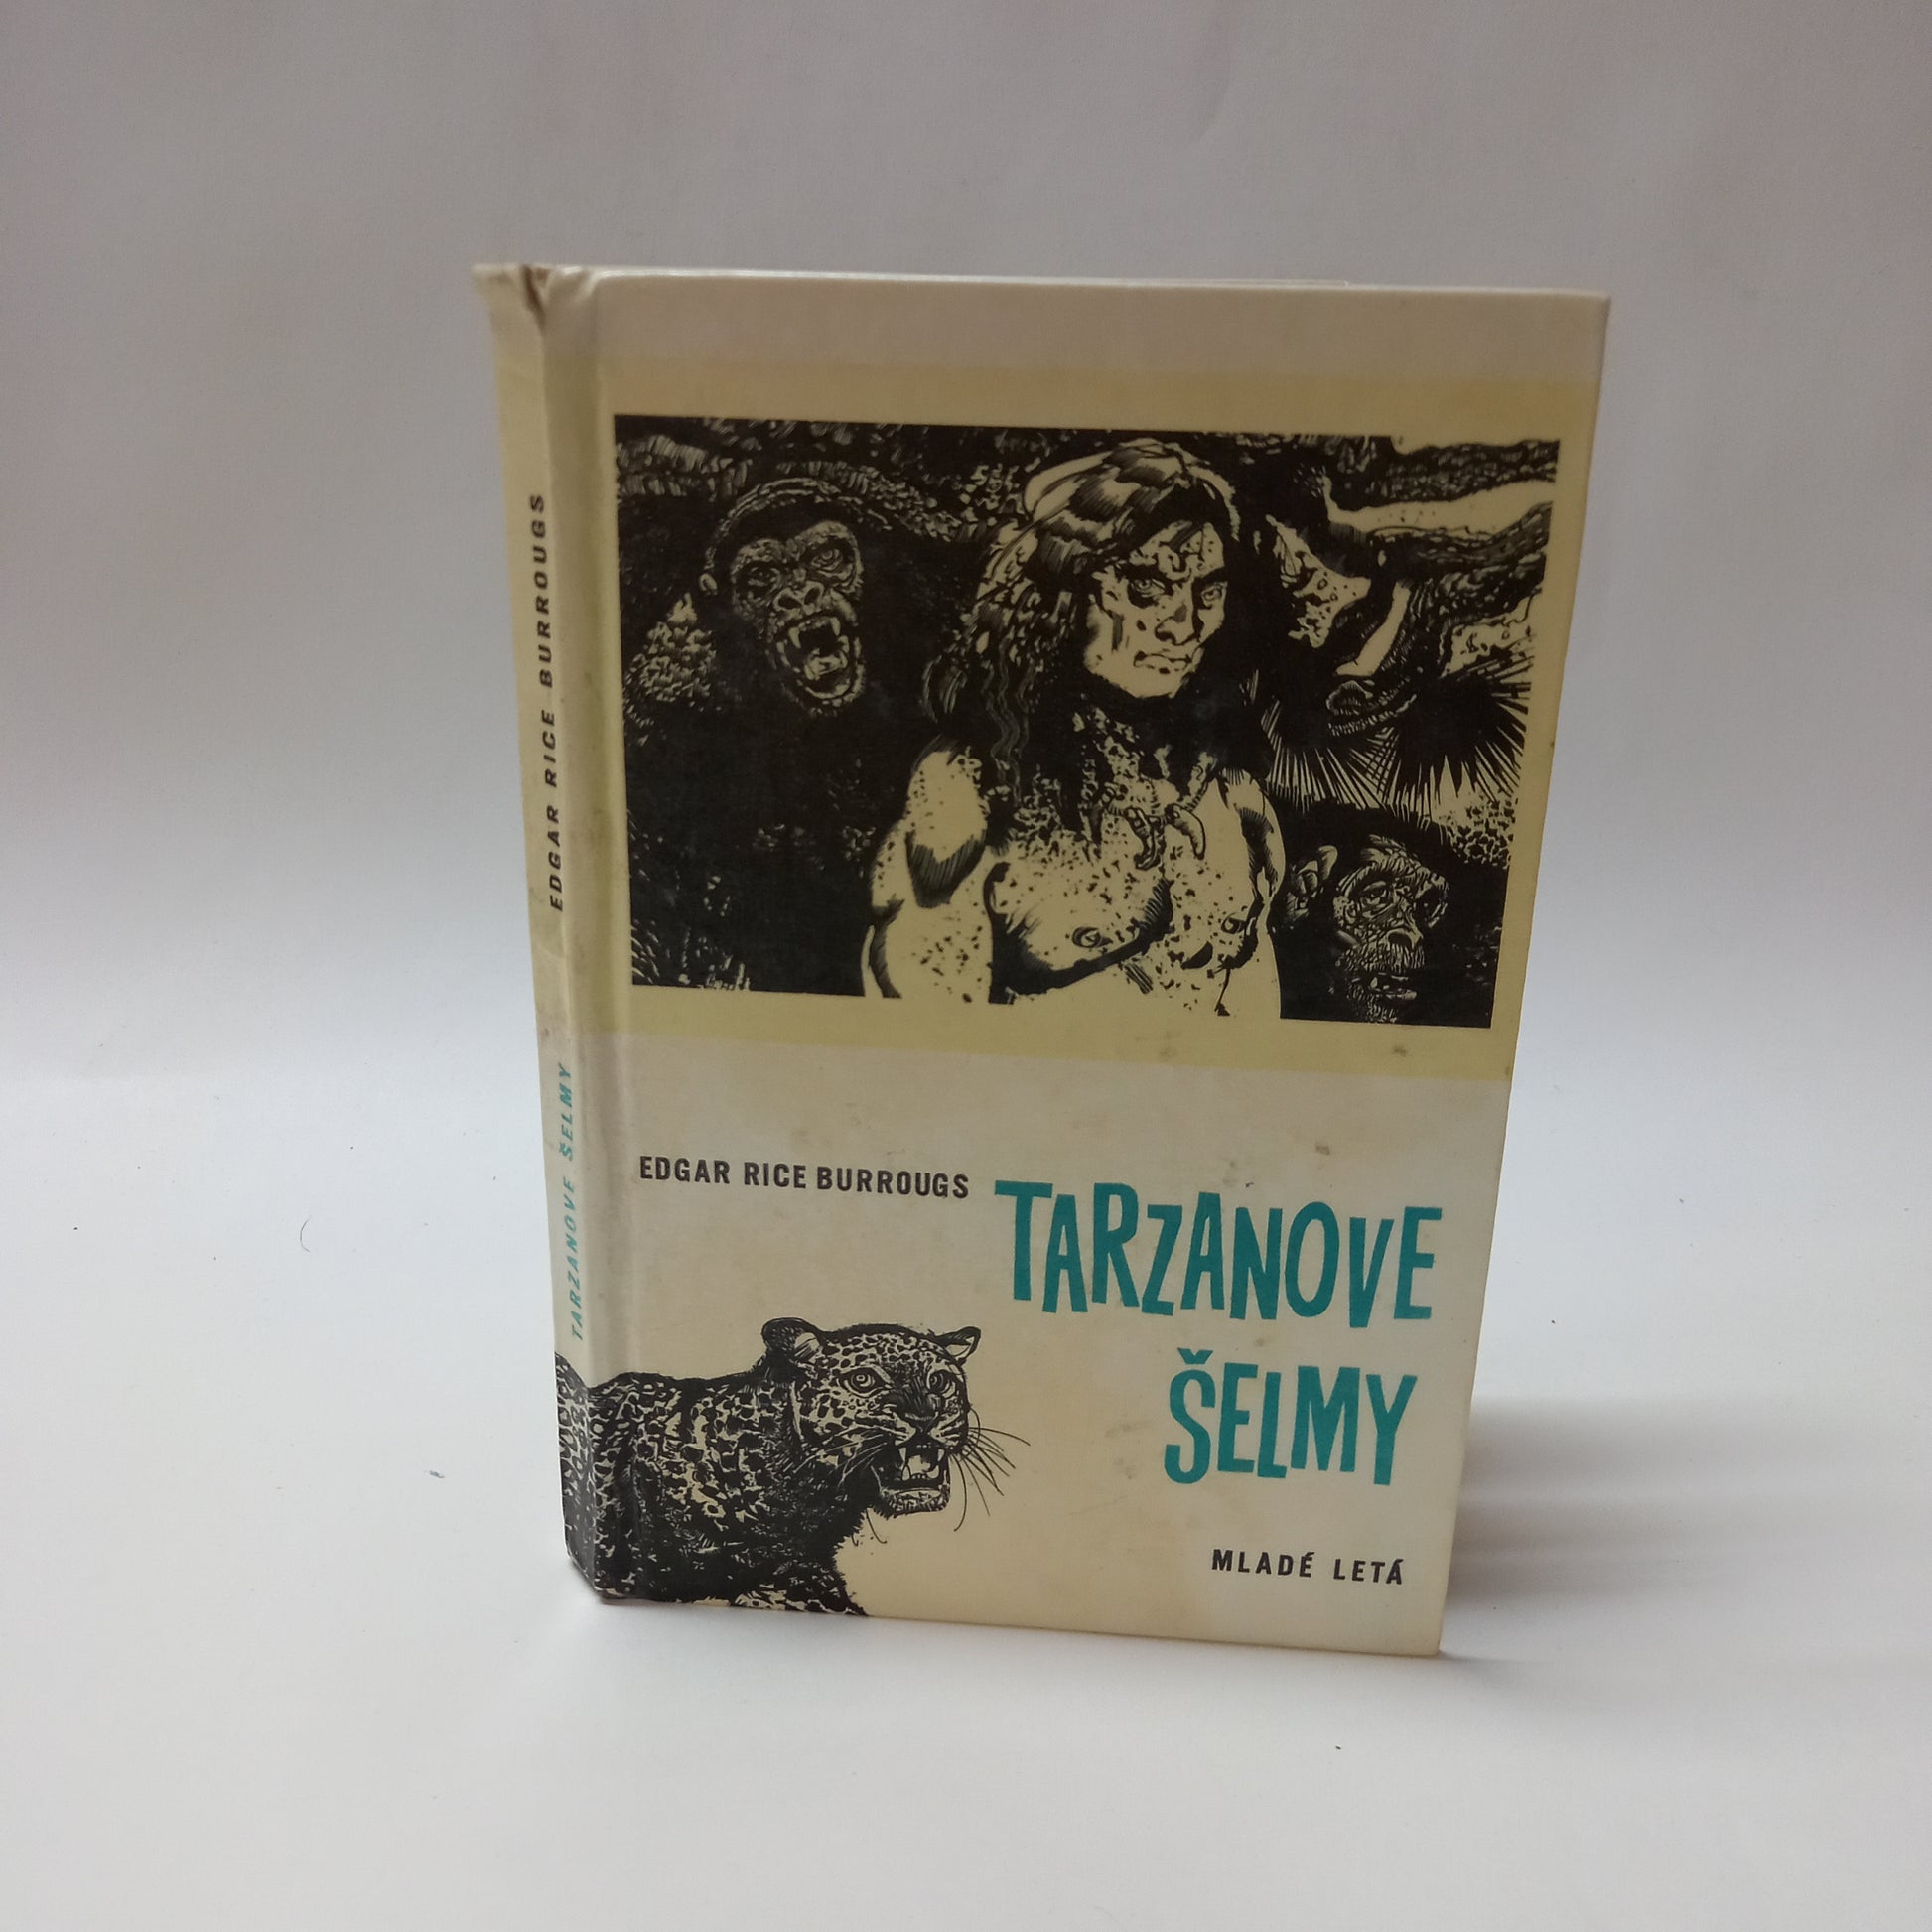 EDGAR RICE BURROUGS
TARZANOVE ŠELMY
EDGAR RICE BURROUGS
TARZANOVE
ŠELMY
MLADÉ LETÁ